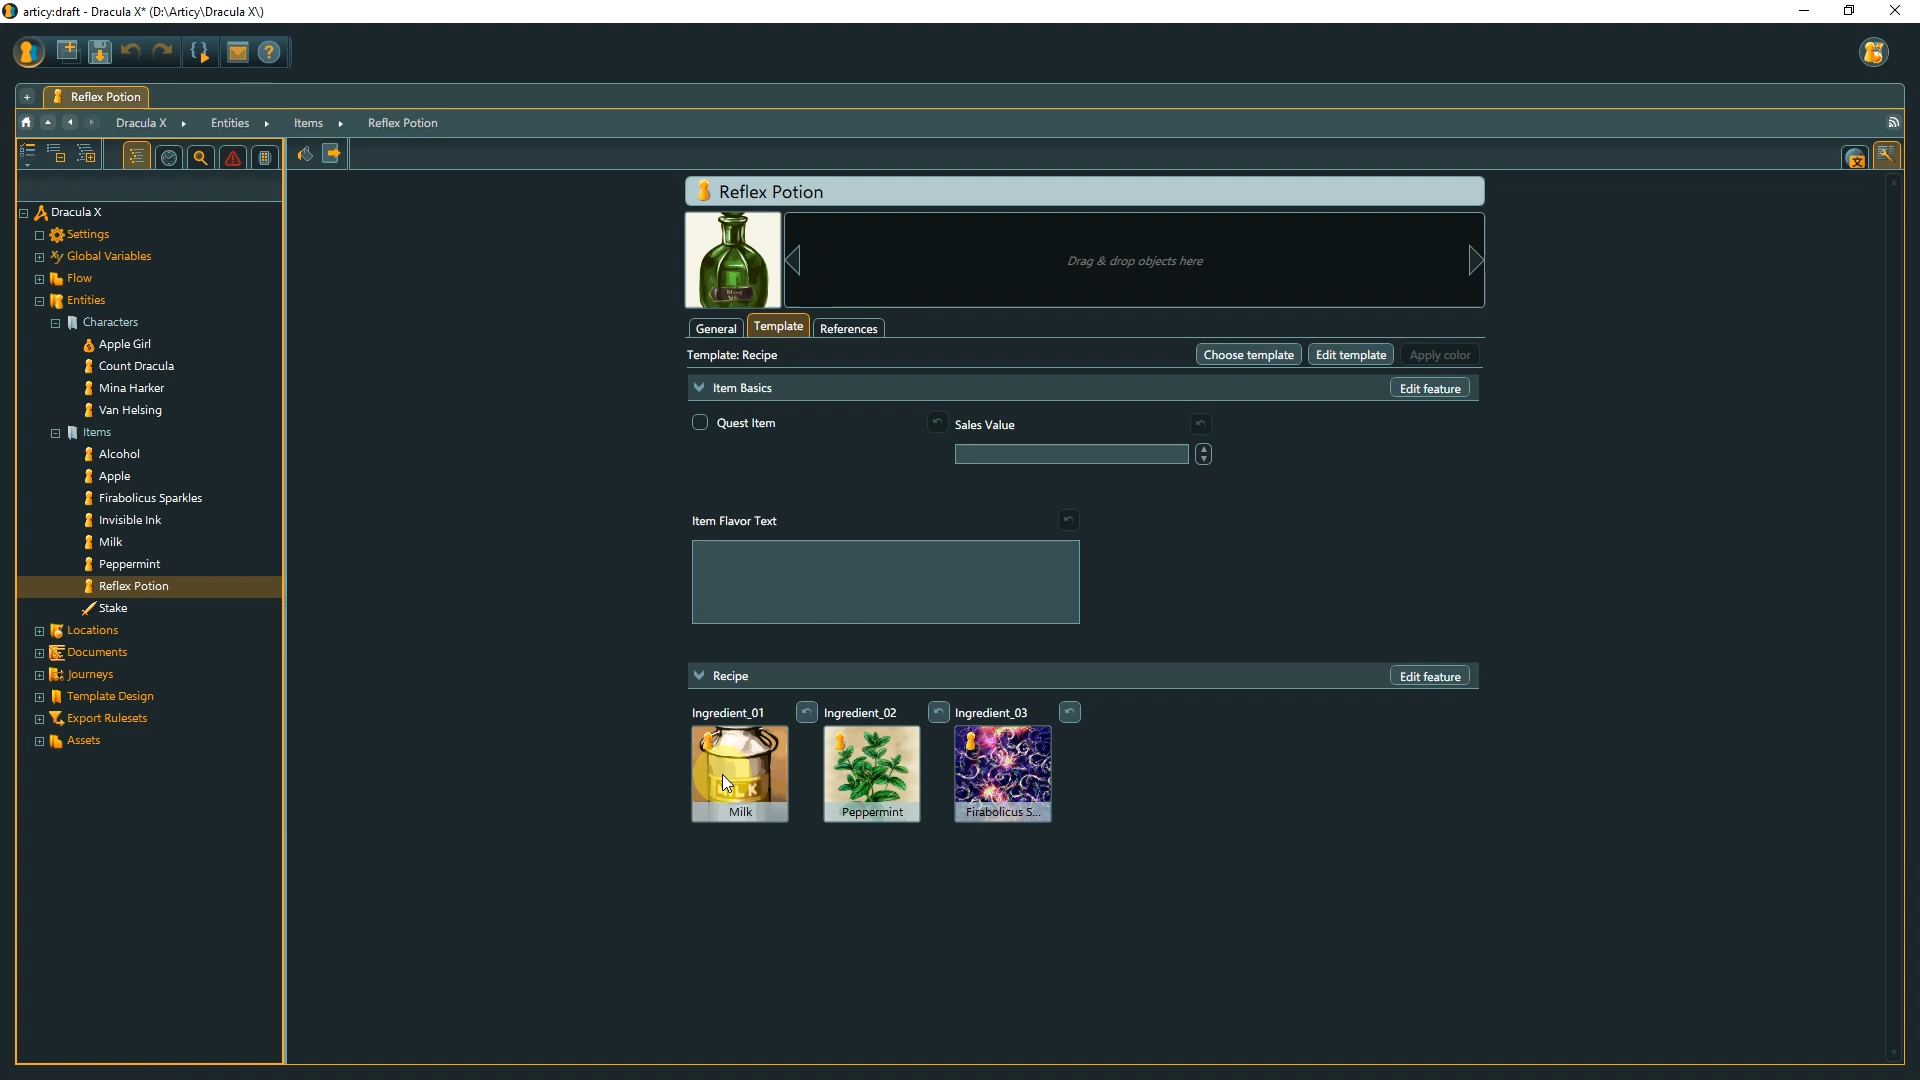 articy:draft - Dracula X* (D:\Articy\Dracula X\)
Reflex Potion
Dracula X
Entities
Items
Reflex Potion
Dracula X
Settings
Global Variables
Flow
Entities
Characters
Apple Girl
Count Dracula
Mina Harker
Van Helsing
Items
Alcohol
Apple
Firabolicus Sparkles
Invisible Ink
Milk
Peppermint
Reflex Potion
Stake
Locations
Documents
Journeys
Template Design
Export Rulesets
Assets
Reflex Potion
Drag & drop objects here
General Template References
Template: Recipe Choose template Edit template Apply color
Item Basics Edit feature
Quest Item Sales Value
Item Flavor Text
Recipe Edit feature
Ingredient_01 Ingredient_02 Ingredient_03
Milk Peppermint Firabolicus S...